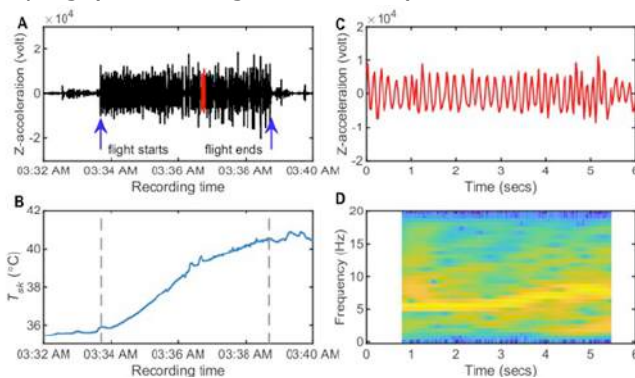 A
× 10⁴
Z-acceleration (volt)
2
0
-2
flight starts
flight ends
03:32 AM 03:34 AM 03:36 AM 03:38 AM 03:40 AM
Recording time
C
× 10⁴
Z-acceleration (volt)
2
0
-2
0 1 2 3 4 5 6
Time (secs)
B
Tsk (°C)
42
40
38
36
03:32 AM 03:34 AM 03:36 AM 03:38 AM 03:40 AM
Recording time
D
Frequency (Hz)
20
15
10
5
0
0 1 2 3 4 5 6
Time (secs)